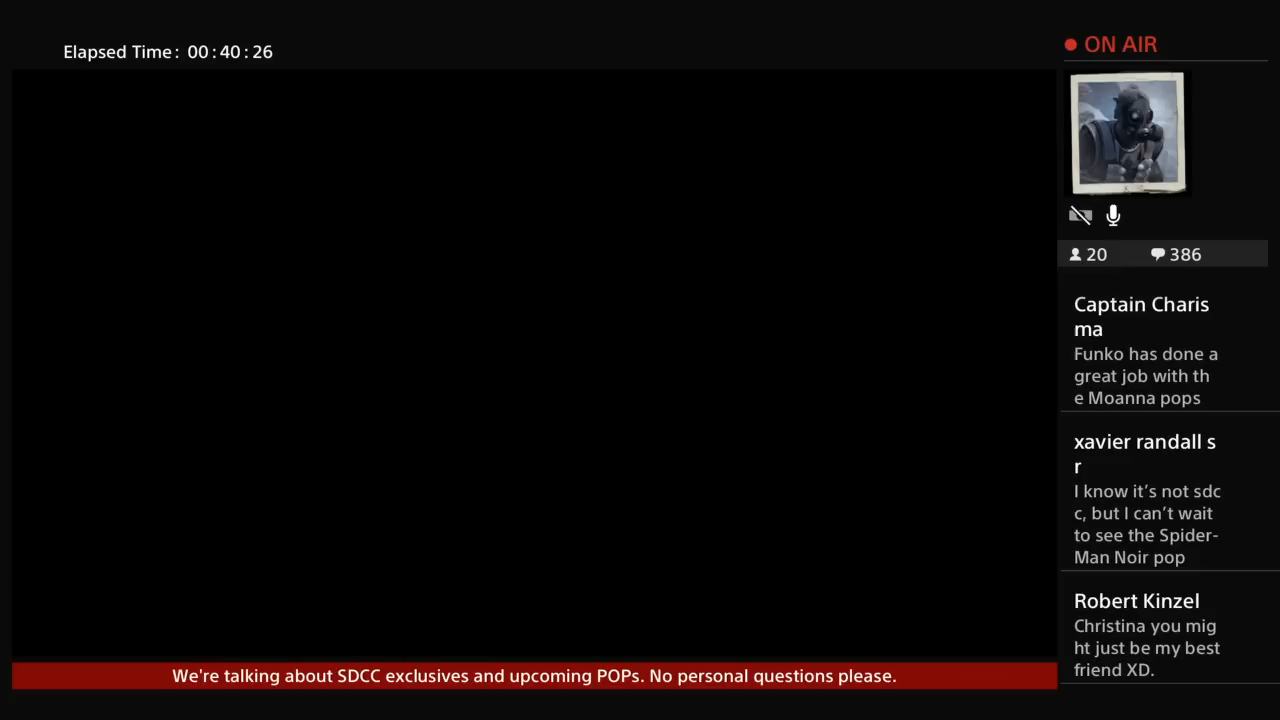 Elapsed Time: 00:40:26
ON AIR
20 386
Captain Charis
ma
Funko has done a
great job with th
e Moanna pops
xavier randall s
r
I know it's not sdc
c, but I can't wait
to see the Spider-
Man Noir pop
Robert Kinzel
Christina you mig
ht just be my best
friend XD.
We're talking about SDCC exclusives and upcoming POPs. No personal questions please.